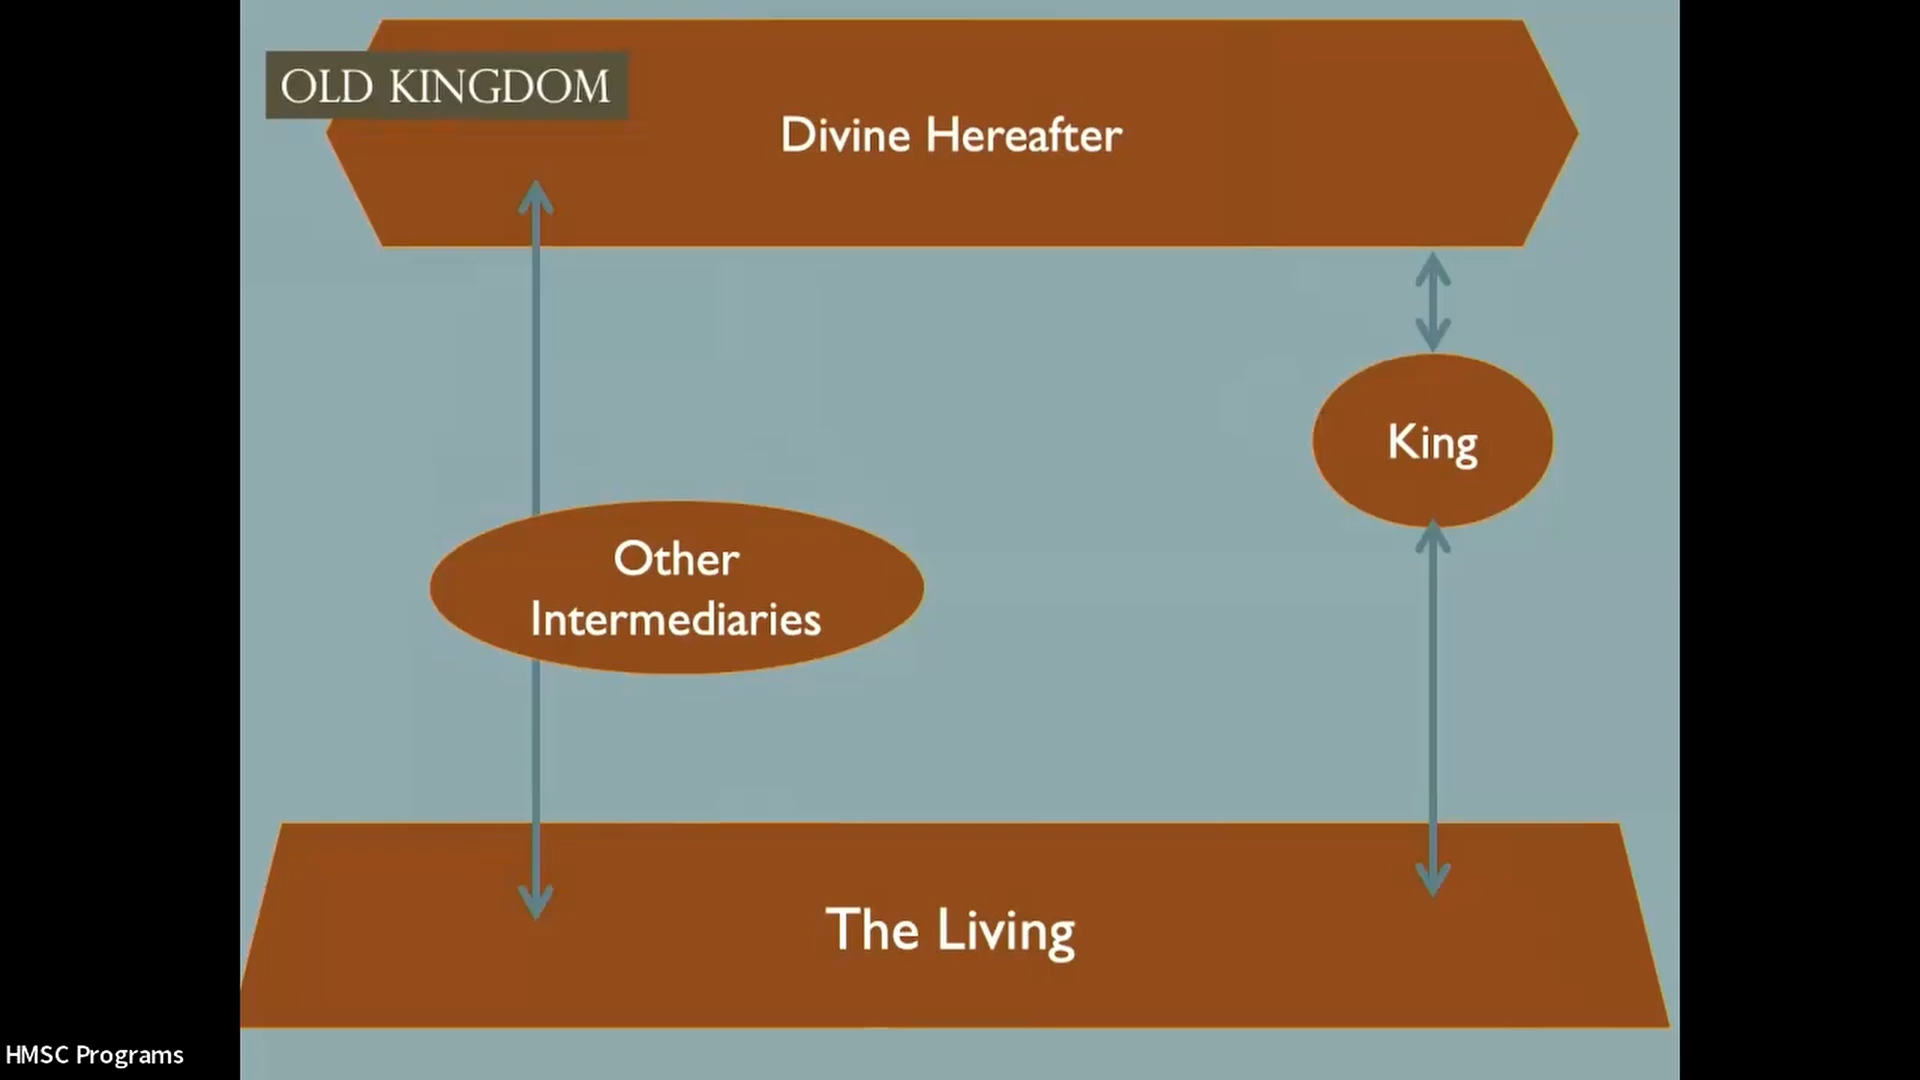 OLD KINGDOM
Divine Hereafter
King
Other
Intermediaries
The Living
HMSC Programs